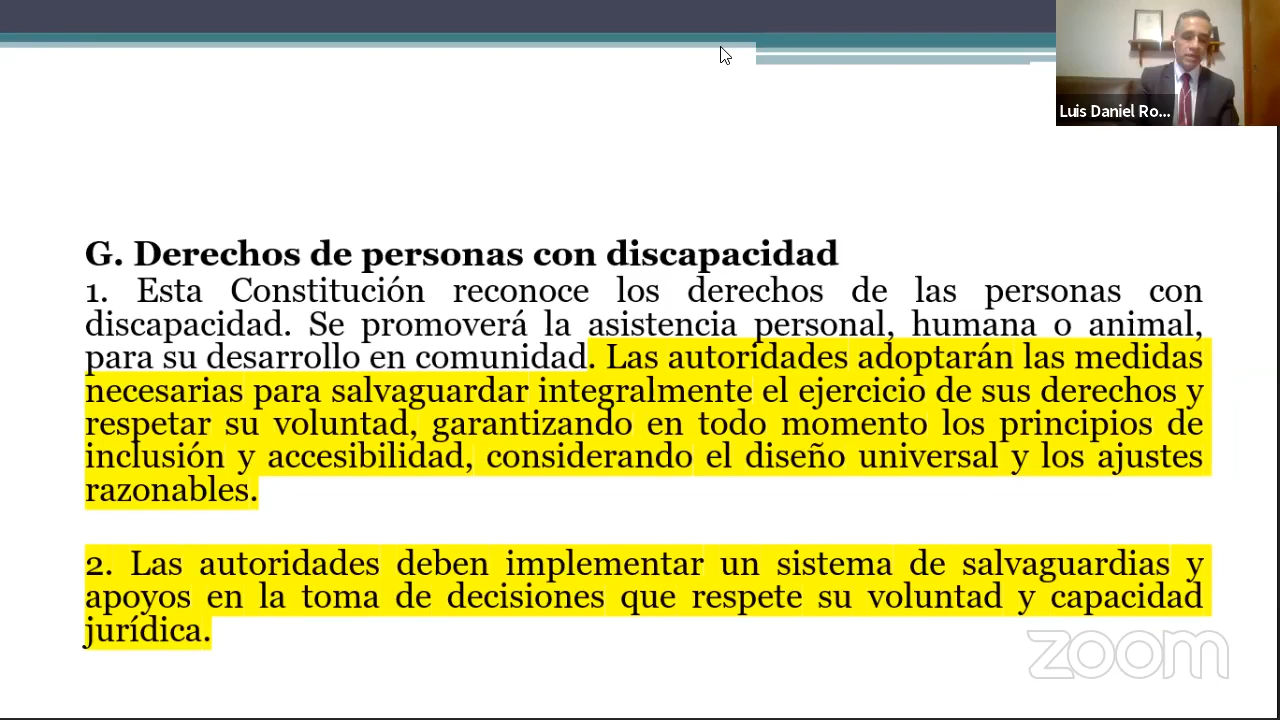 Luis Daniel Ro...
G. Derechos de personas con discapacidad
1. Esta Constitución reconoce los derechos de las personas con
discapacidad. Se promoverá la asistencia personal, humana o animal,
para su desarrollo en comunidad. Las autoridades adoptarán las medidas
necesarias para salvaguardar integralmente el ejercicio de sus derechos y
respetar su voluntad, garantizando en todo momento los principios de
inclusión y accesibilidad, considerando el diseño universal y los ajustes
razonables.
2. Las autoridades deben implementar un sistema de salvaguardias y
apoyos en la toma de decisiones que respete su voluntad y capacidad
jurídica.
zoom